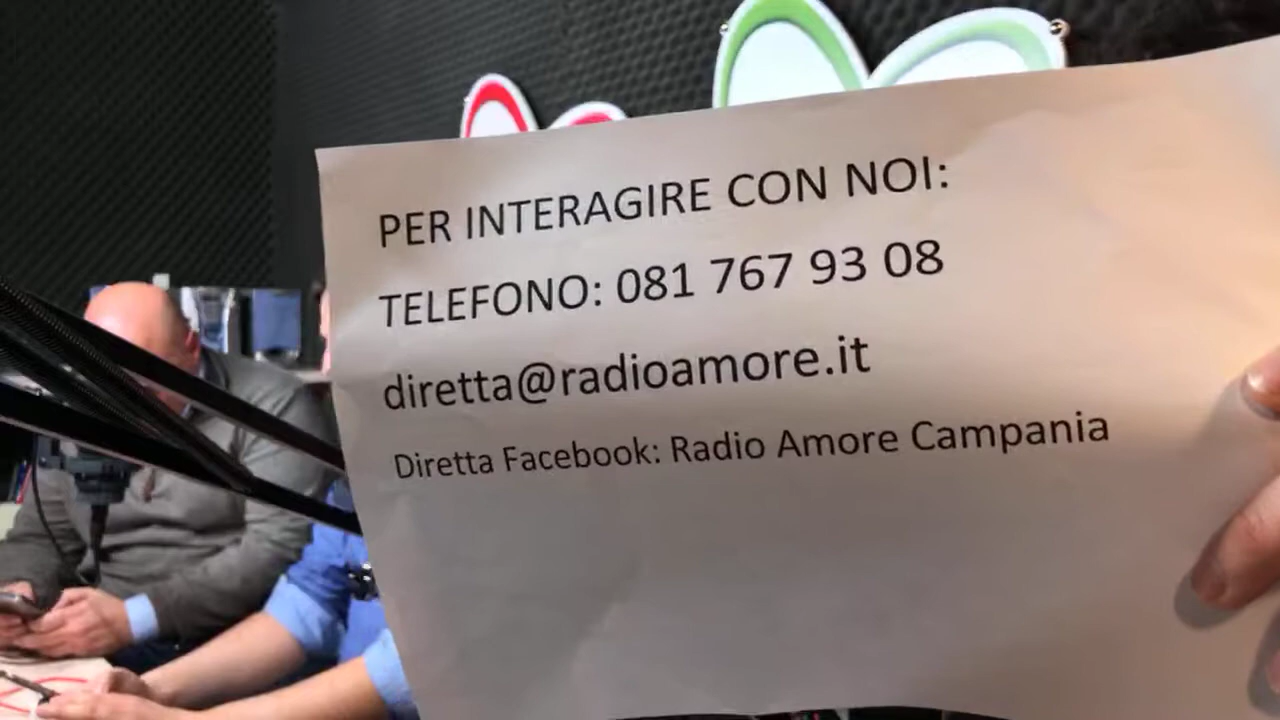 PER INTERAGIRE CON NOI:
TELEFONO: 081 767 93 08
diretta@radioamore.it
Diretta Facebook: Radio Amore Campania